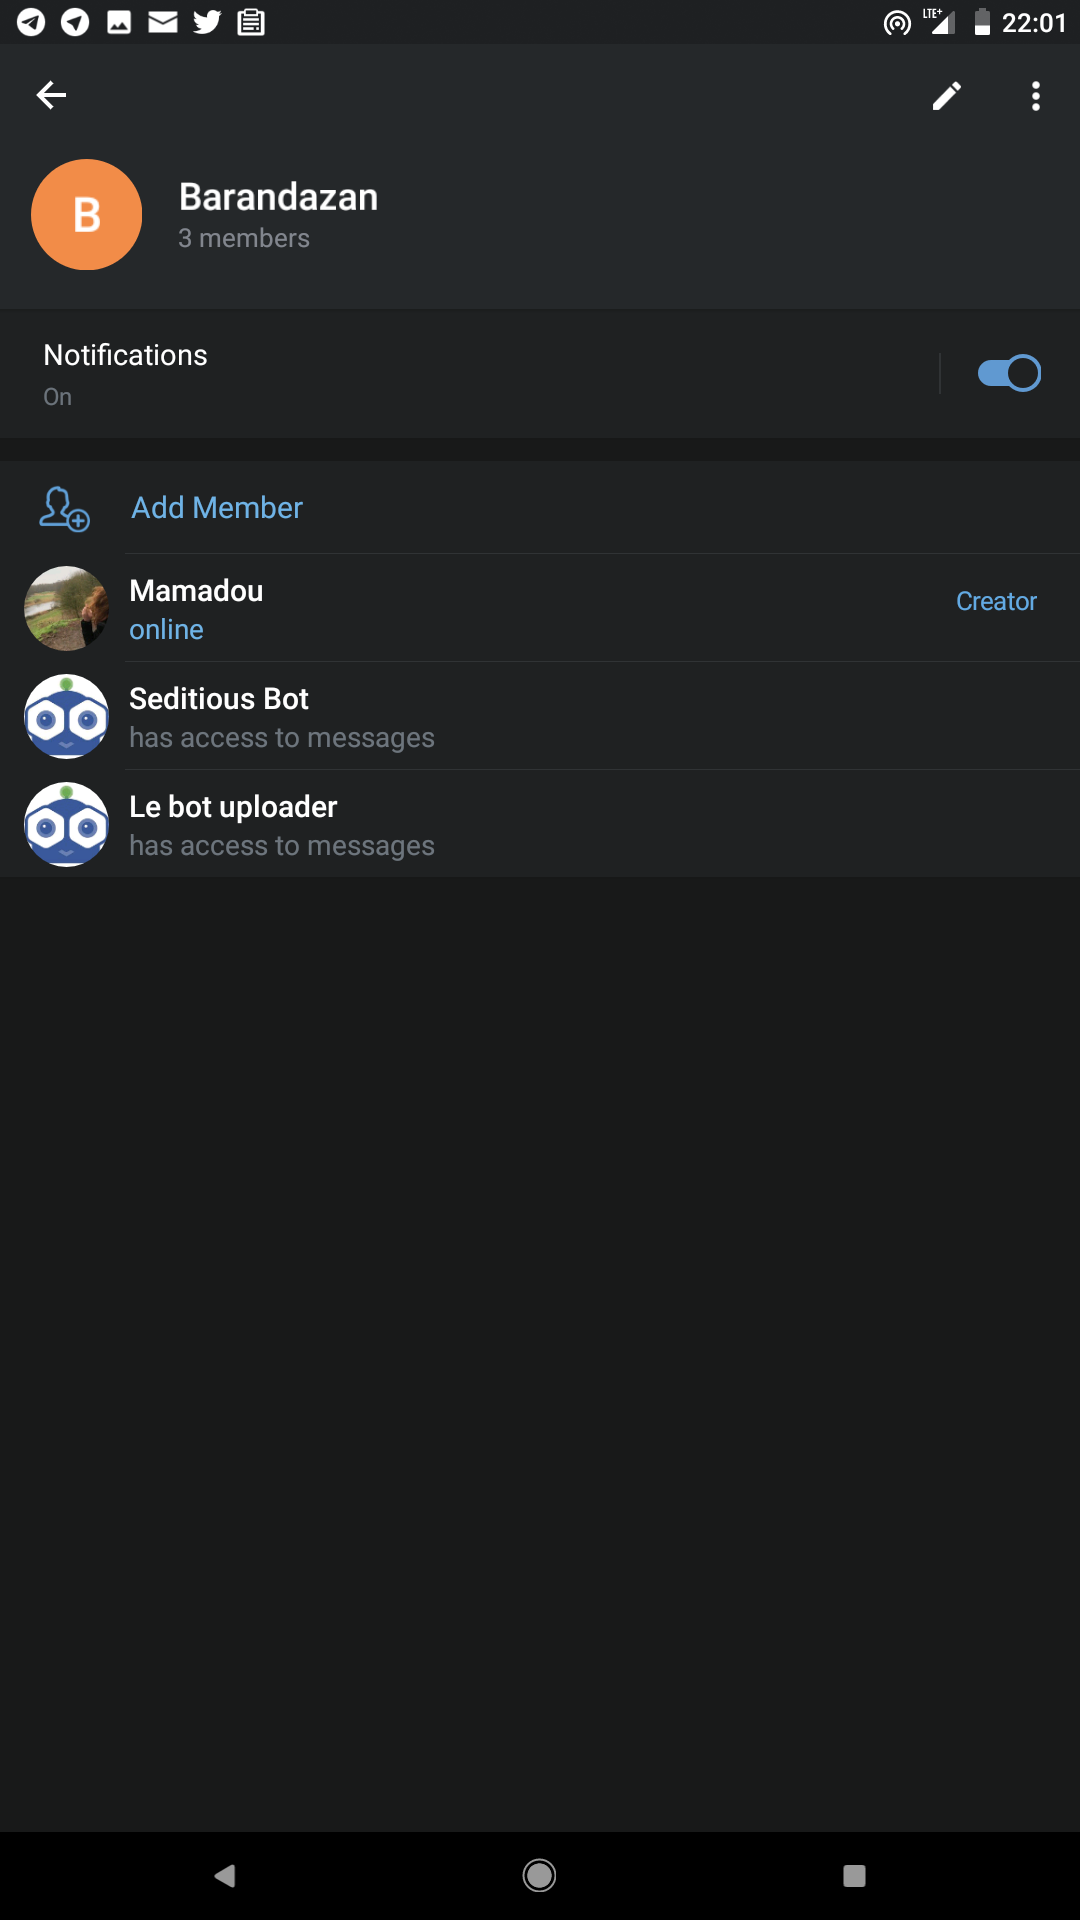 LTE+ 22:01
B
Barandazan
3 members
Notifications
On
Add Member
Mamadou
online
Creator
Seditious Bot
has access to messages
Le bot uploader
has access to messages